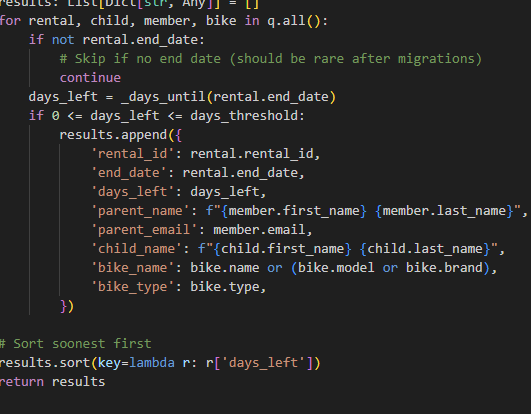 results: List[Dict[str, Any]] = []
for rental, child, member, bike in q.all():
    if not rental.end_date:
        # Skip if no end date (should be rare after migrations)
        continue
    days_left = _days_until(rental.end_date)
    if 0 <= days_left <= days_threshold:
        results.append({
            'rental_id': rental.rental_id,
            'end_date': rental.end_date,
            'days_left': days_left,
            'parent_name': f"{member.first_name} {member.last_name}",
            'parent_email': member.email,
            'child_name': f"{child.first_name} {child.last_name}",
            'bike_name': bike.name or (bike.model or bike.brand),
            'bike_type': bike.type,
        })
# Sort soonest first
results.sort(key=lambda r: r['days_left'])
return results